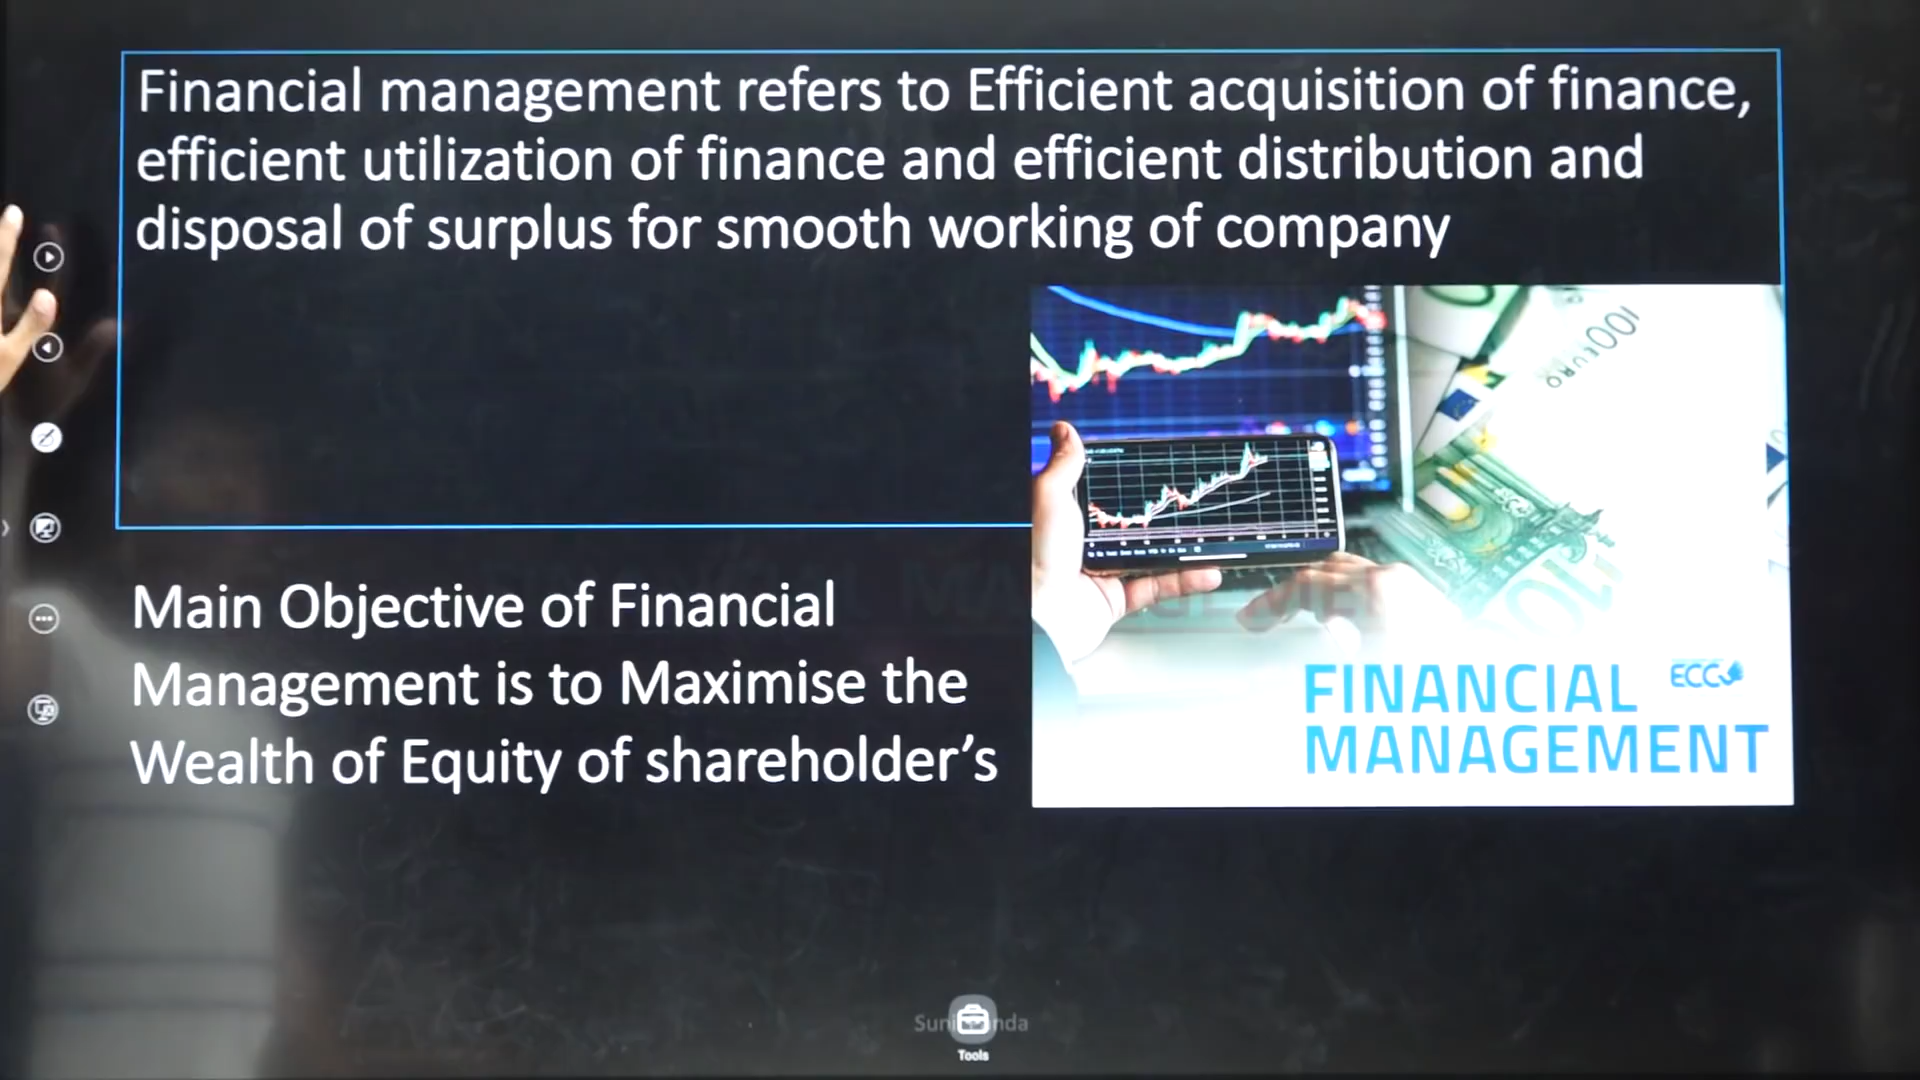 Financial management refers to Efficient acquisition of finance,
efficient utilization of finance and efficient distribution and
disposal of surplus for smooth working of company
100 EURO
Main Objective of Financial
Management is to Maximise the
Wealth of Equity of shareholder's
FINANCIAL
MANAGEMENT
ECC
Tools